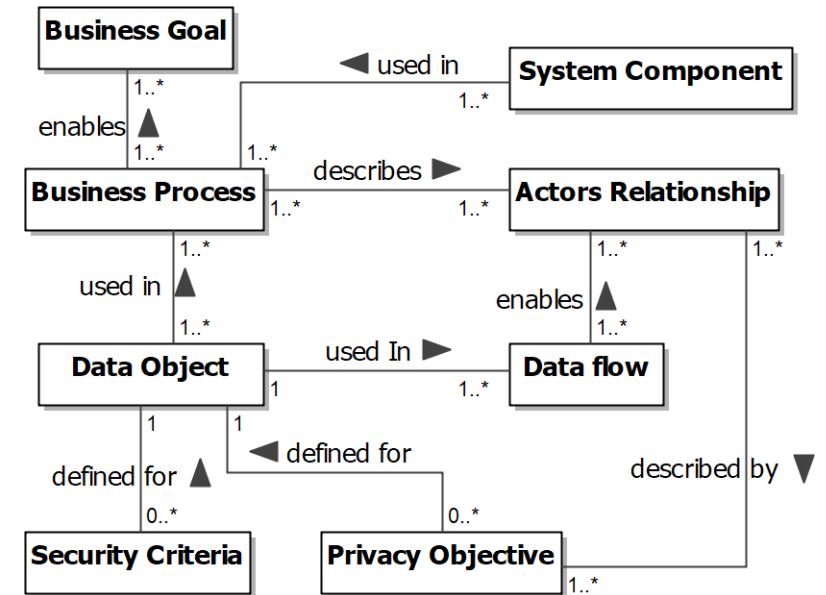 Business Goal
used in
System Component
1..*
1..*
enables
1..*
1..*
describes
Business Process
Actors Relationship
1..*
1..*
1..*
1..*
1..*
used in
enables
1..*
1..*
used In
Data Object
Data flow
1
1..*
1
1
defined for
defined for
described by
0..*
0..*
Security Criteria
Privacy Objective
1..*